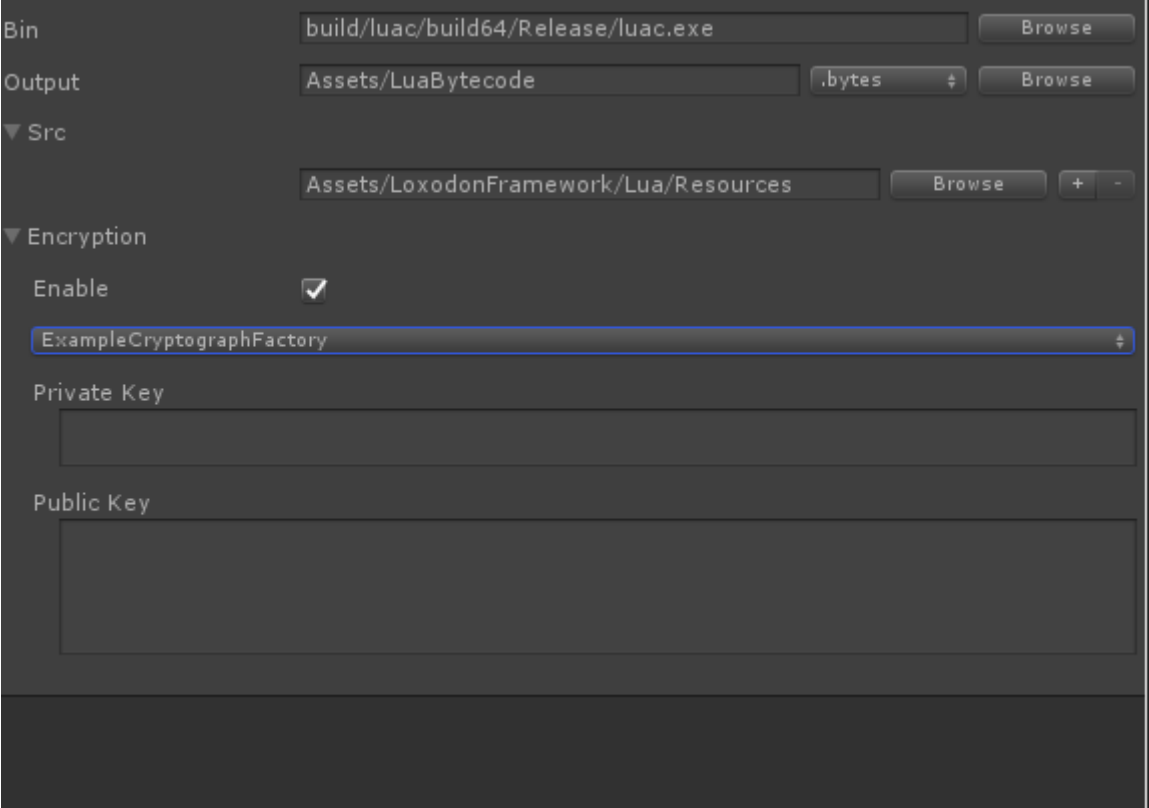 Bin build/luac/build64/Release/luac.exe Browse
Output Assets/LuaBytecode .bytes Browse
Src
Assets/LoxodonFramework/Lua/Resources Browse + -
Encryption
Enable
ExampleCryptographFactory
Private Key
Public Key